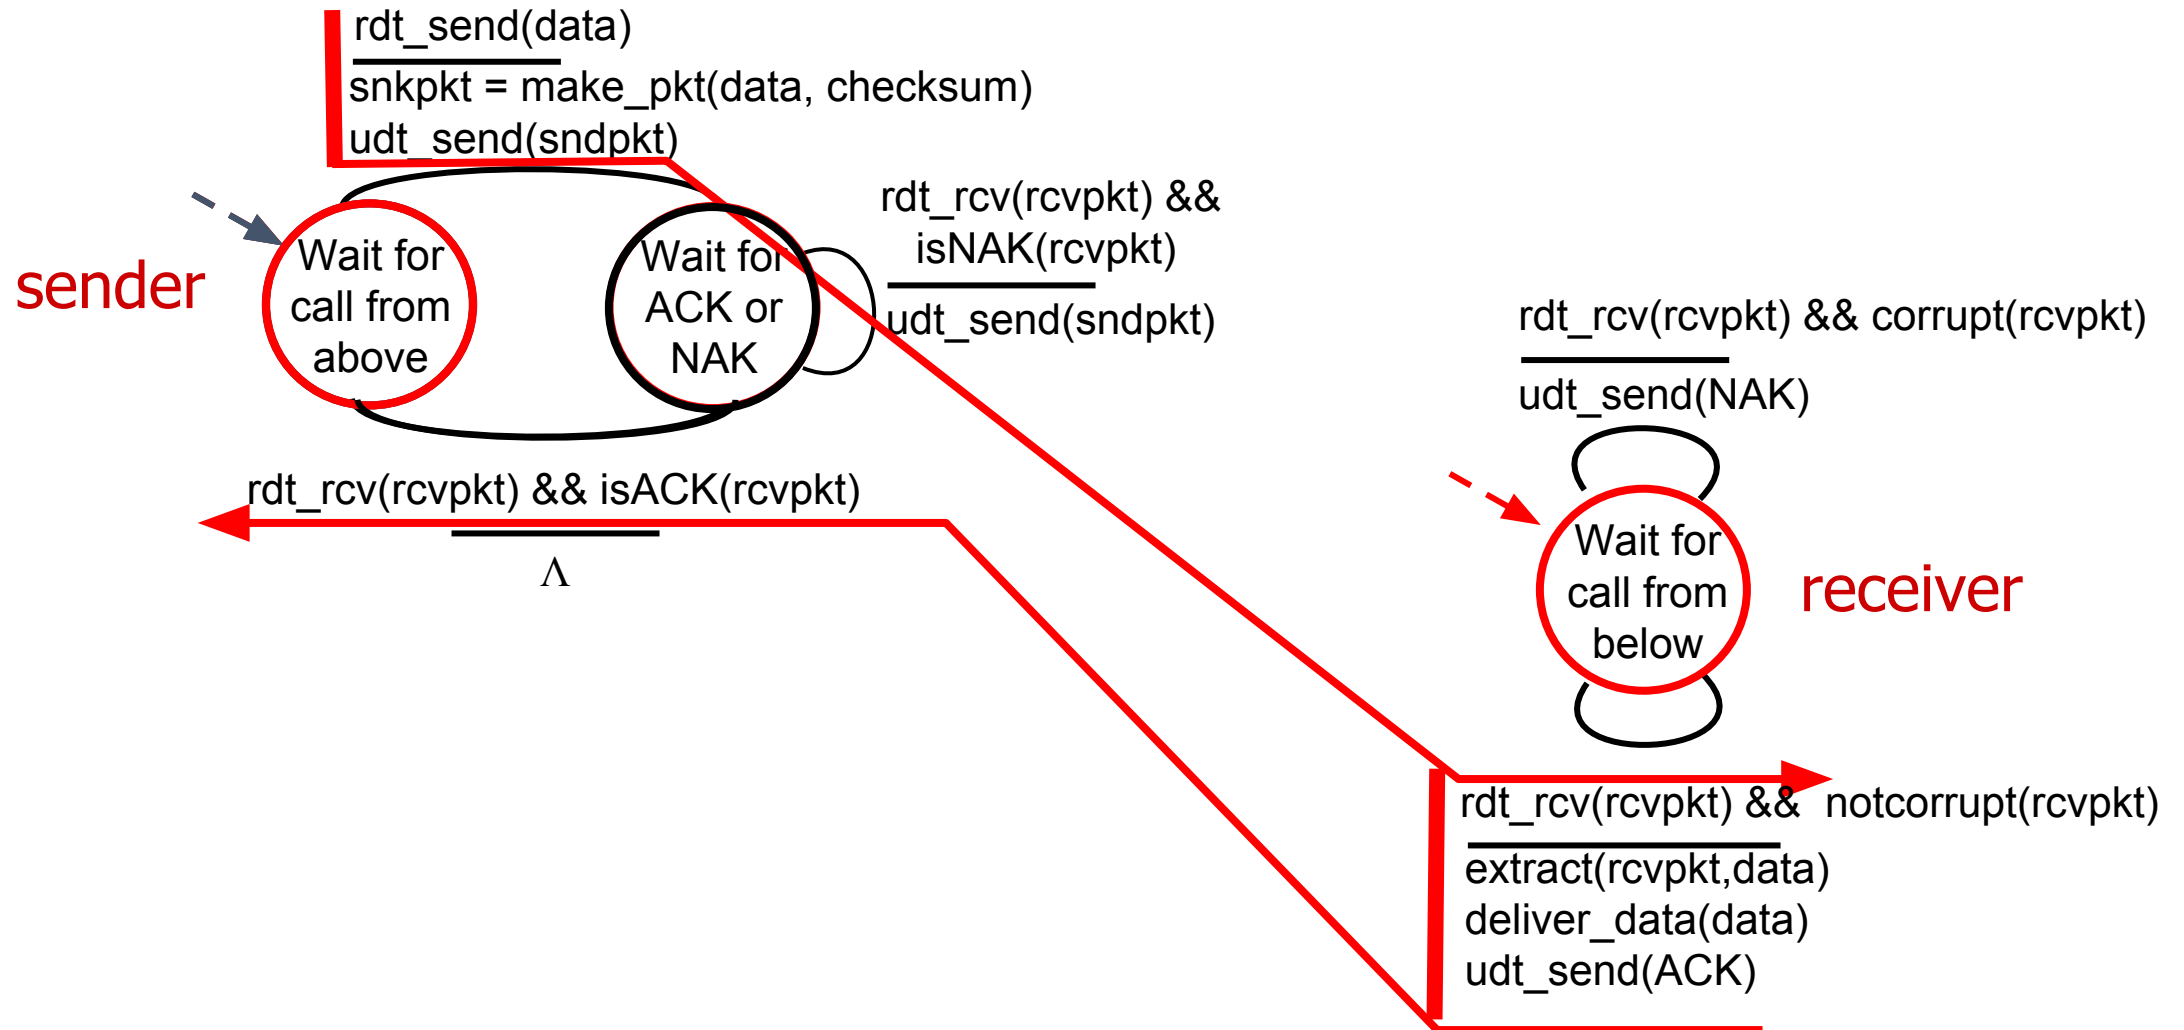 rdt_send(data)
snkpkt = make_pkt(data, checksum)
udt_send(sndpkt)
sender
Wait for
call from
above
Wait for
ACK or
NAK
rdt_rcv(rcvpkt) &&
isNAK(rcvpkt)
udt_send(sndpkt)
rdt_rcv(rcvpkt) && isACK(rcvpkt)
Λ
rdt_rcv(rcvpkt) && corrupt(rcvpkt)
udt_send(NAK)
Wait for
call from
below
receiver
rdt_rcv(rcvpkt) && notcorrupt(rcvpkt)
extract(rcvpkt,data)
deliver_data(data)
udt_send(ACK)